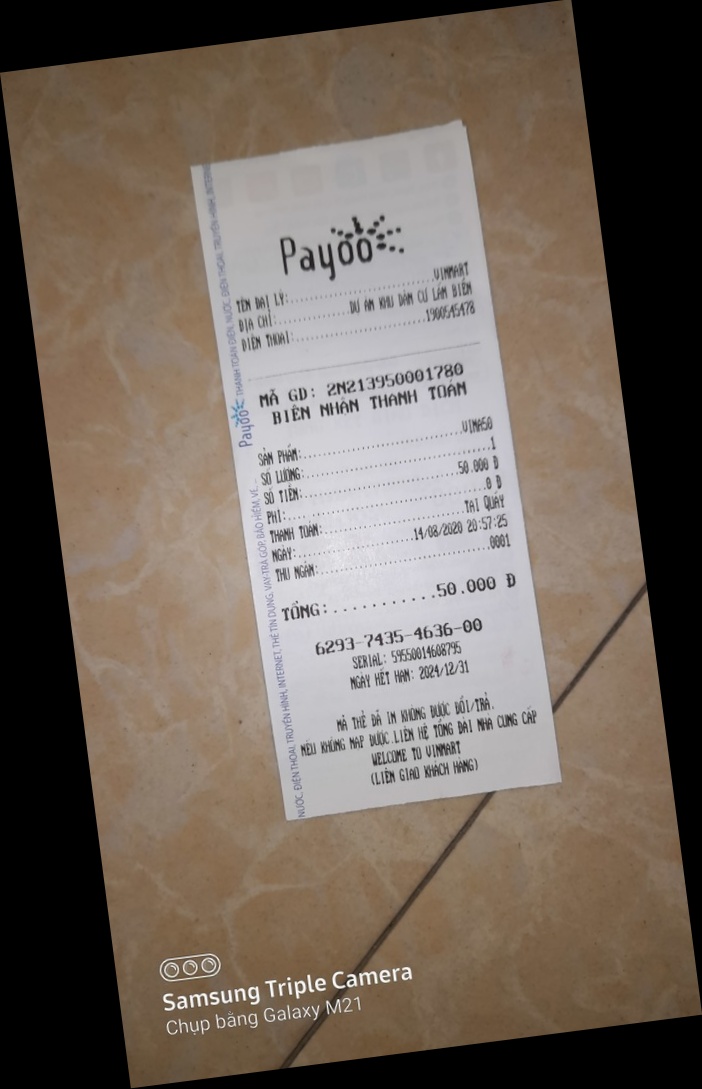 Payoo
TÊN ĐẠI LÝ:..............................VINMART
ĐỊA CHỈ:...............DỰ ÁN KHU DÂN CƯ LÂM BIÊN
ĐIỆN THOẠI:...........................1900545478
MÃ GD: 2N213950001780
BIÊN NHẬN THANH TOÁN
SẢN PHẨM:.................................VINA50
SỐ LƯỢNG:......................................1
SỐ TIỀN:................................50.000 Đ
PHÍ:.........................................0 Đ
THANH TOÁN:.............................TẠI QUẦY
NGÀY:........................14/08/2020 20:57:25
THU NGÂN:...................................0001
TỔNG:...........50.000 Đ
6293-7435-4636-00
SERIAL: 59550014608795
NGÀY HẾT HẠN: 2024/12/31
MÃ THẺ ĐÃ IN KHÔNG ĐƯỢC ĐỔI/TRẢ.
NẾU KHÔNG NẠP ĐƯỢC.LIÊN HỆ TỔNG ĐÀI NHÀ CUNG CẤP
WELCOME TO VINMART
(LIÊN GIAO KHÁCH HÀNG)
THANH TOÁN ĐIỆN, NƯỚC, ĐIỆN THOẠI, TRUYỀN HÌNH, INTERNET
Payoo
NƯỚC, ĐIỆN THOẠI, TRUYỀN HÌNH, INTERNET, THẺ TÍN DỤNG, VAY-TRẢ GÓP, BẢO HIỂM, VÉ...
Samsung Triple Camera
Chụp bằng Galaxy M21